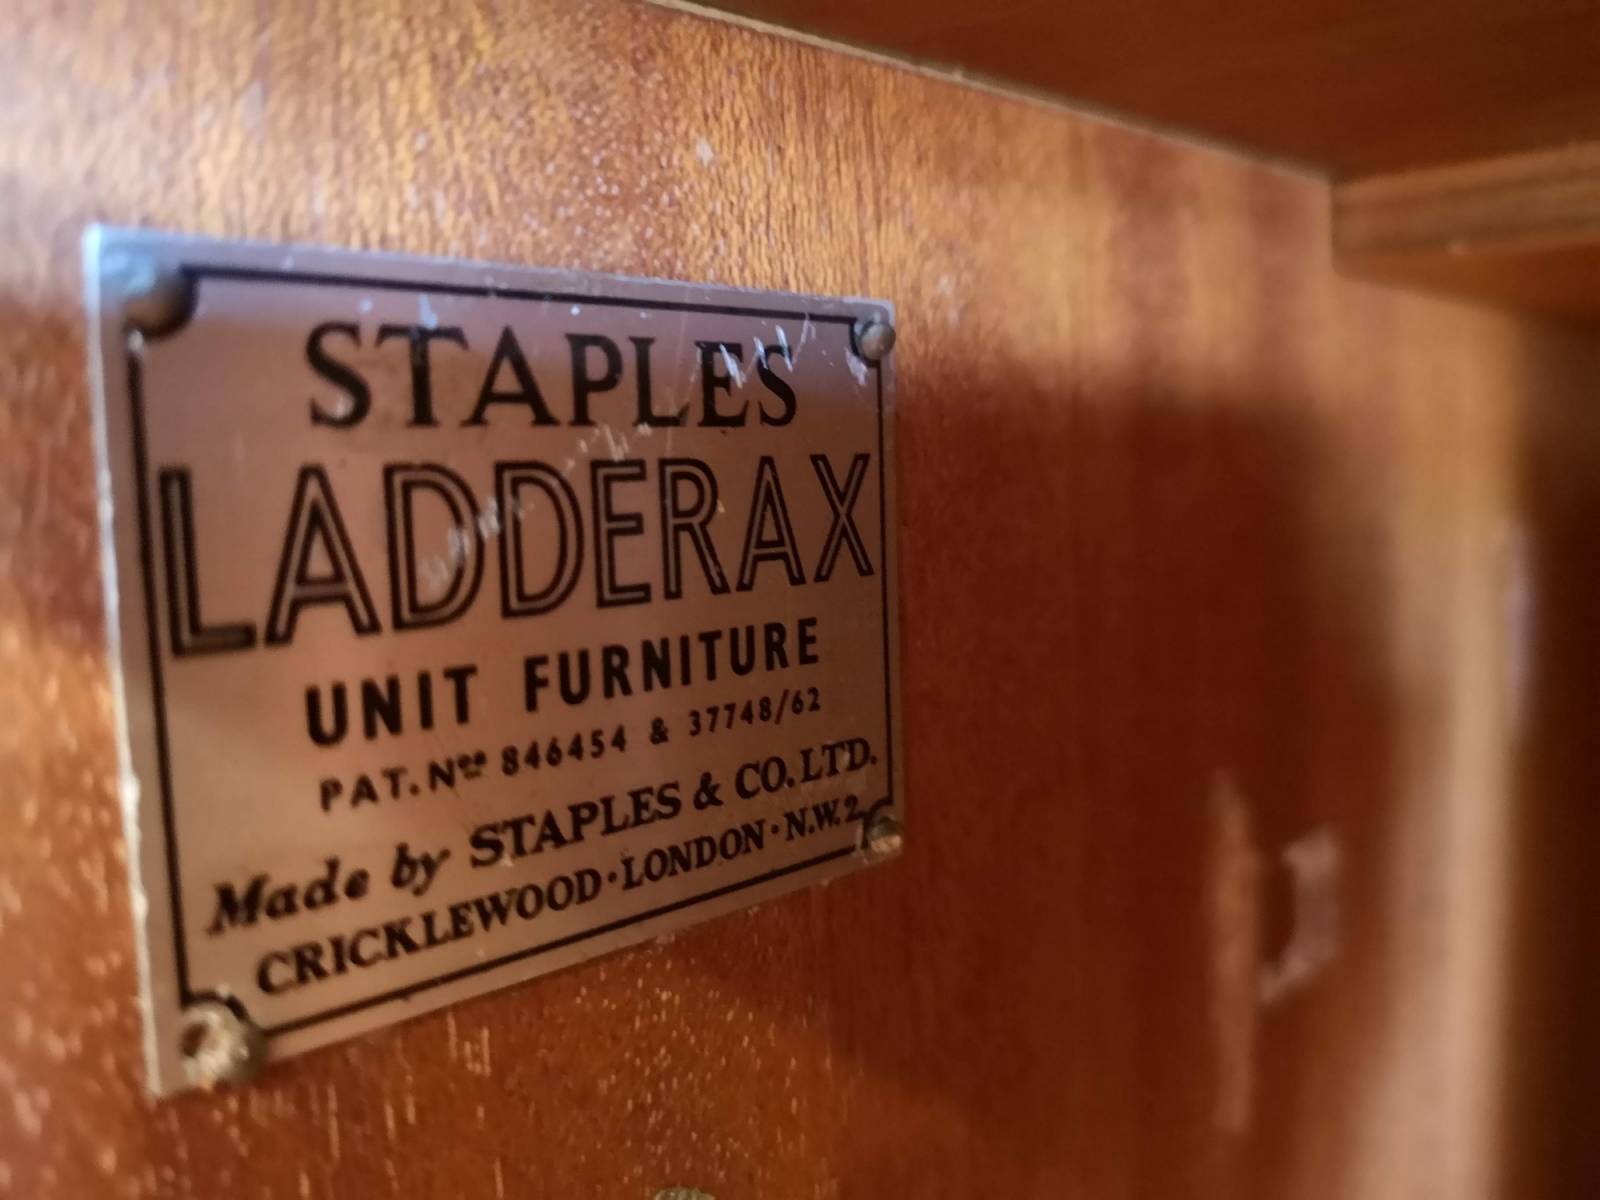 STAPLES
LADDERAX
UNIT FURNITURE
PAT. Nos 846454 & 37748/62
Made by STAPLES & CO. LTD.
CRICKLEWOOD · LONDON · N.W.2